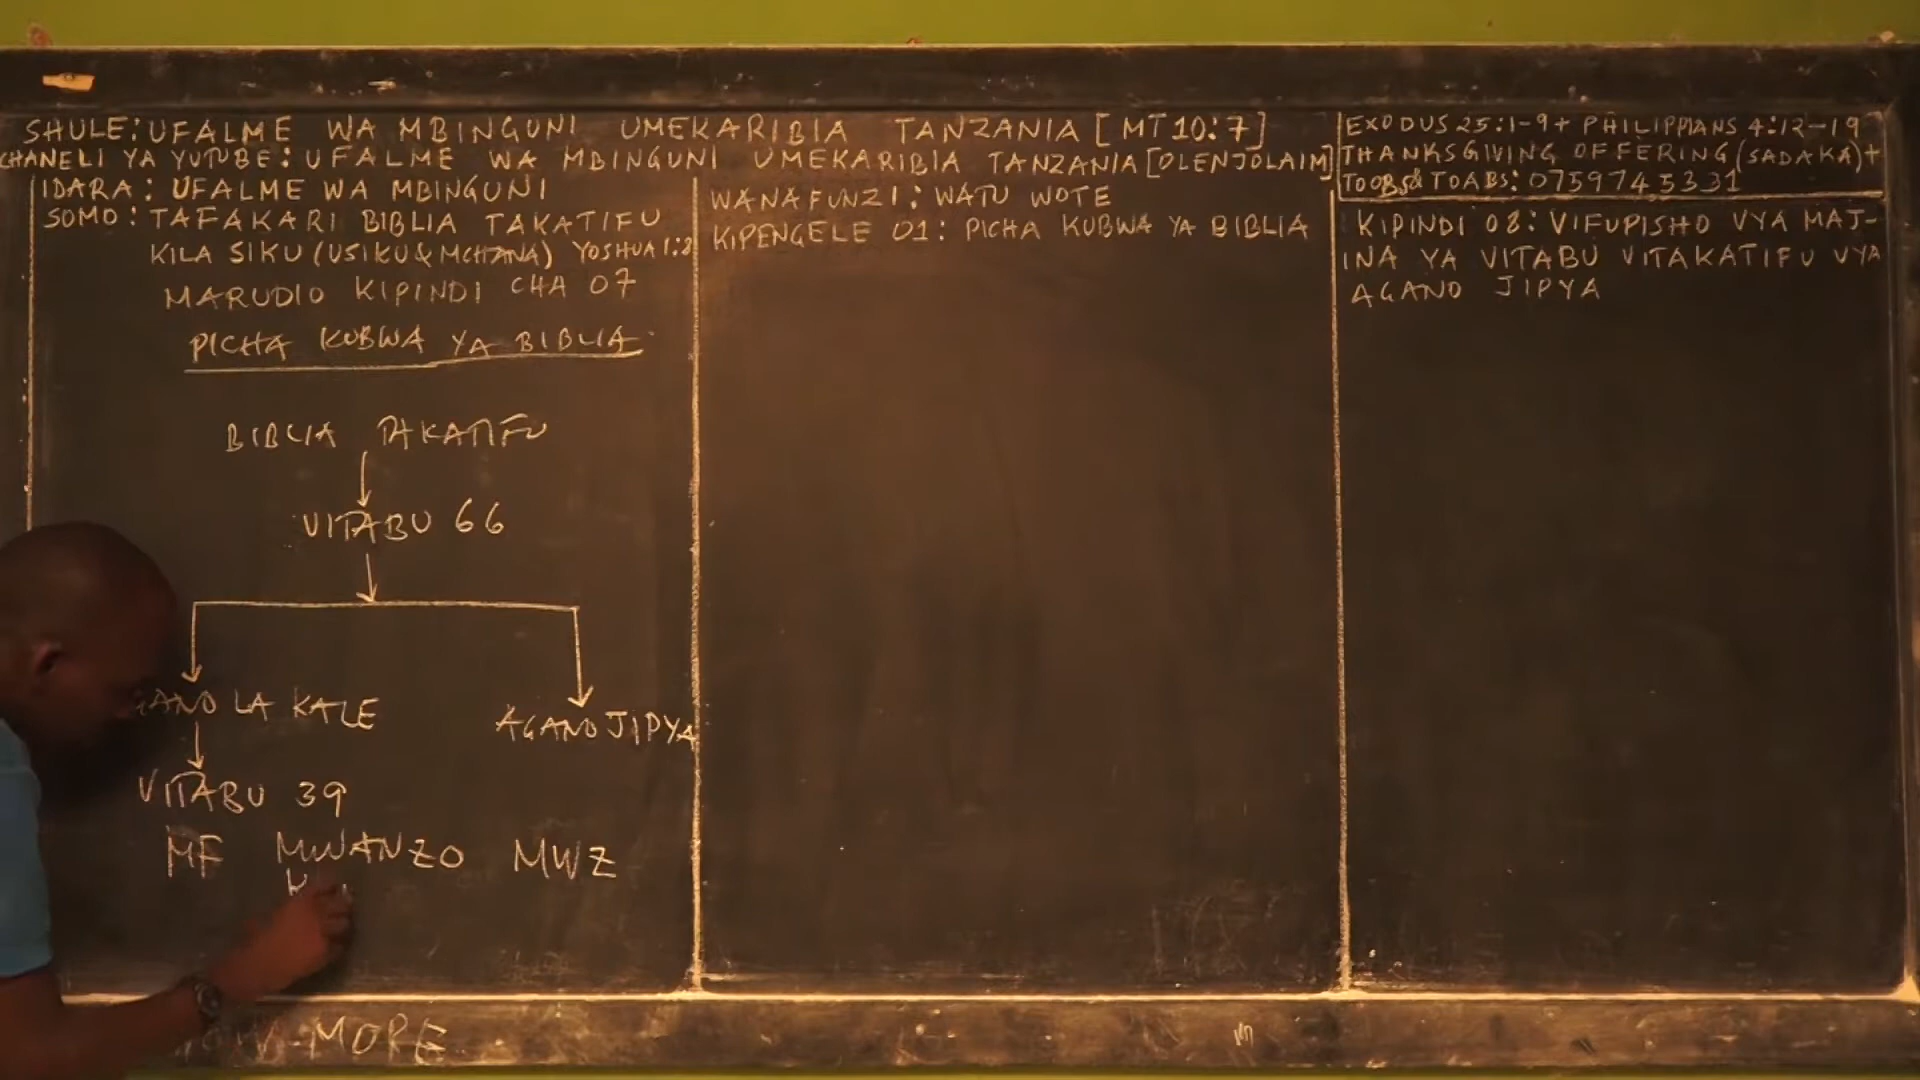 SHULE: UFALME WA MBINGUNI UMEKARIBIA TANZANIA [MT 10:7]
CHANELI YA YUTUBE: UFALME WA MBINGUNI UMEKARIBIA TANZANIA [OLENJOLAIM]
IDARA: UFALME WA MBINGUNI
SOMO: TAFAKARI BIBLIA TAKATIFU
KILA SIKU (USIKU & MCHANA) YOSHUA 1:8
MARUDIO KIPINDI CHA 07
PICHA KUBWA YA BIBLIA
BIBLIA TAKATIFU
VITABU 66
GANO LA KALE
AGANO JIPYA
VITABU 39
MF MWANZO MWZ
WANAFUNZI: WATU WOTE
KIPENGELE 01: PICHA KUBWA YA BIBLIA
EXODUS 25:1-9 + PHILIPPIANS 4:12-19
THANKSGIVING OFFERING (SADAKA) +
TOOBS & TOABS: 0759745331
KIPINDI 08: VIFUPISHO VYA MAJ-
INA YA VITABU VITAKATIFU VYA
AGANO JIPYA
MORE